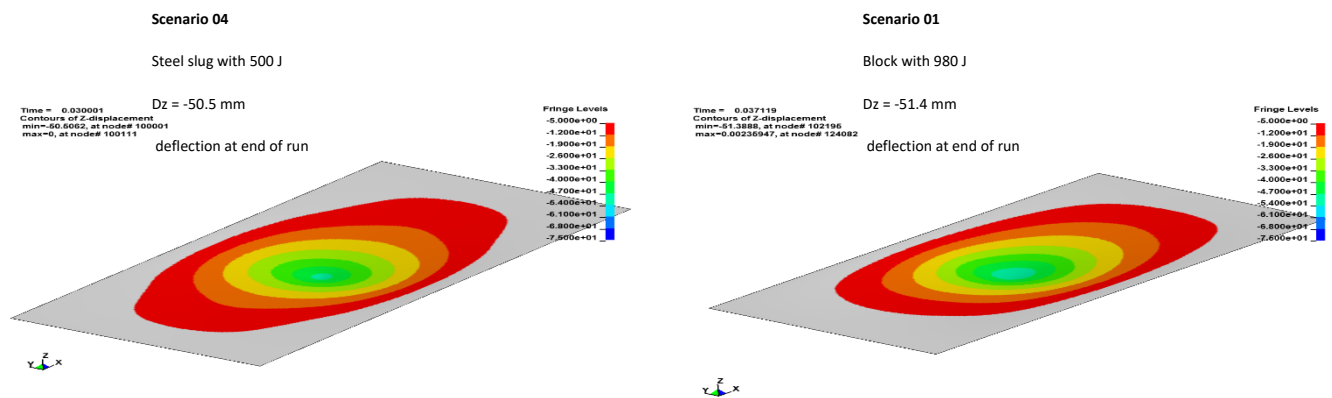 Scenario 04
Steel slug with 500 J
Dz = -50.5 mm
deflection at end of run
Time = 0.030001
Contours of Z-displacement
min=-50.5062, at node# 100001
max=0, at node# 100111
Fringe Levels
-5.000e+00
-1.200e+01
-1.900e+01
-2.600e+01
-3.300e+01
-4.000e+01
-4.700e+01
-5.400e+01
-6.100e+01
-6.800e+01
-7.500e+01
Z
Y
X
Scenario 01
Block with 980 J
Dz = -51.4 mm
deflection at end of run
Time = 0.037119
Contours of Z-displacement
min=-51.3888, at node# 102195
max=0.00235947, at node# 124082
Fringe Levels
-5.000e+00
-1.200e+01
-1.900e+01
-2.600e+01
-3.300e+01
-4.000e+01
-4.700e+01
-5.400e+01
-6.100e+01
-6.800e+01
Z
Y
X